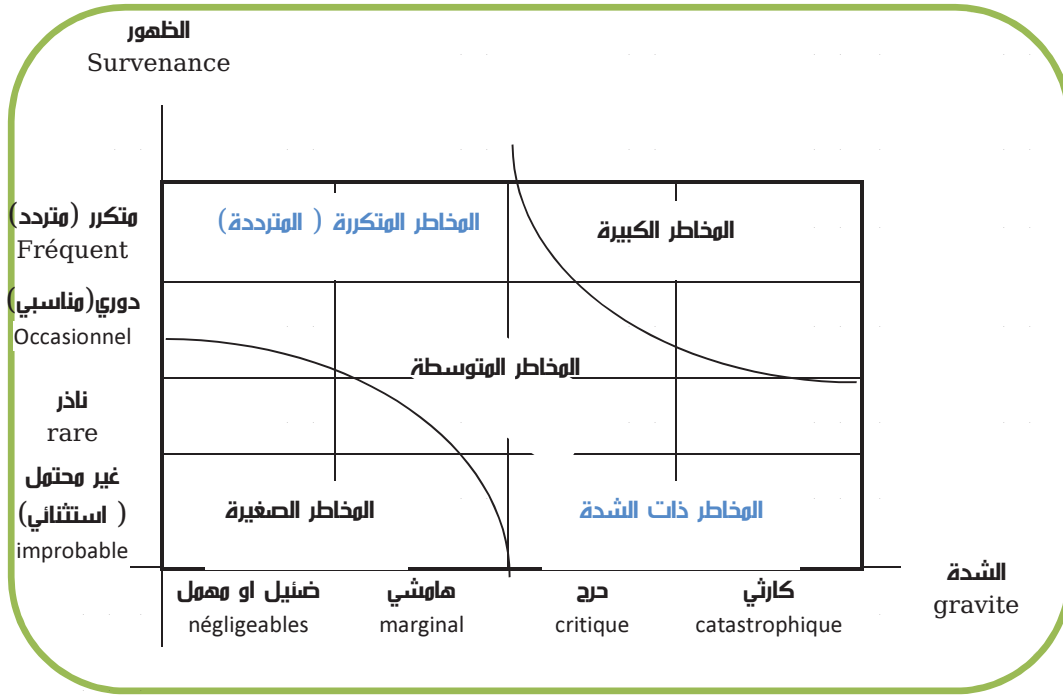 الظهور
Survenance
متكرر (متردد)
Fréquent
المخاطر المتكررة ( المترددة)
المخاطر الكبيرة
دوري(مناسبي)
Occasionnel
المخاطر المتوسطة
ناذر
rare
غير محتمل
( استثنائي)
improbable
المخاطر الصغيرة
المخاطر ذات الشدة
ضئيل او مهمل
négligeables
هامشي
marginal
حرج
critique
كارثي
catastrophique
الشدة
gravite